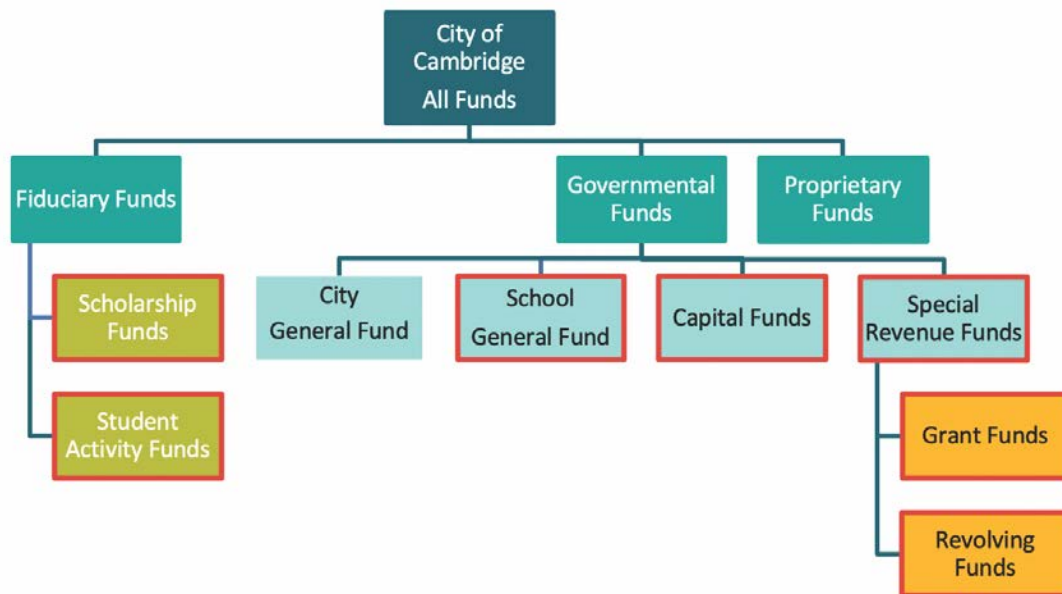 City of
Cambridge
All Funds
Fiduciary Funds
Governmental
Funds
Proprietary
Funds
Scholarship
Funds
City
General Fund
School
General Fund
Capital Funds
Special
Revenue Funds
Student
Activity Funds
Grant Funds
Revolving
Funds